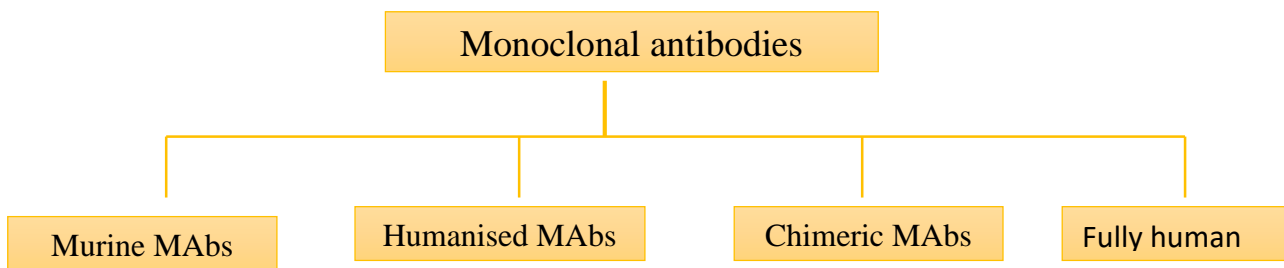 Monoclonal antibodies
Murine MAbs
Humanised MAbs
Chimeric MAbs
Fully human